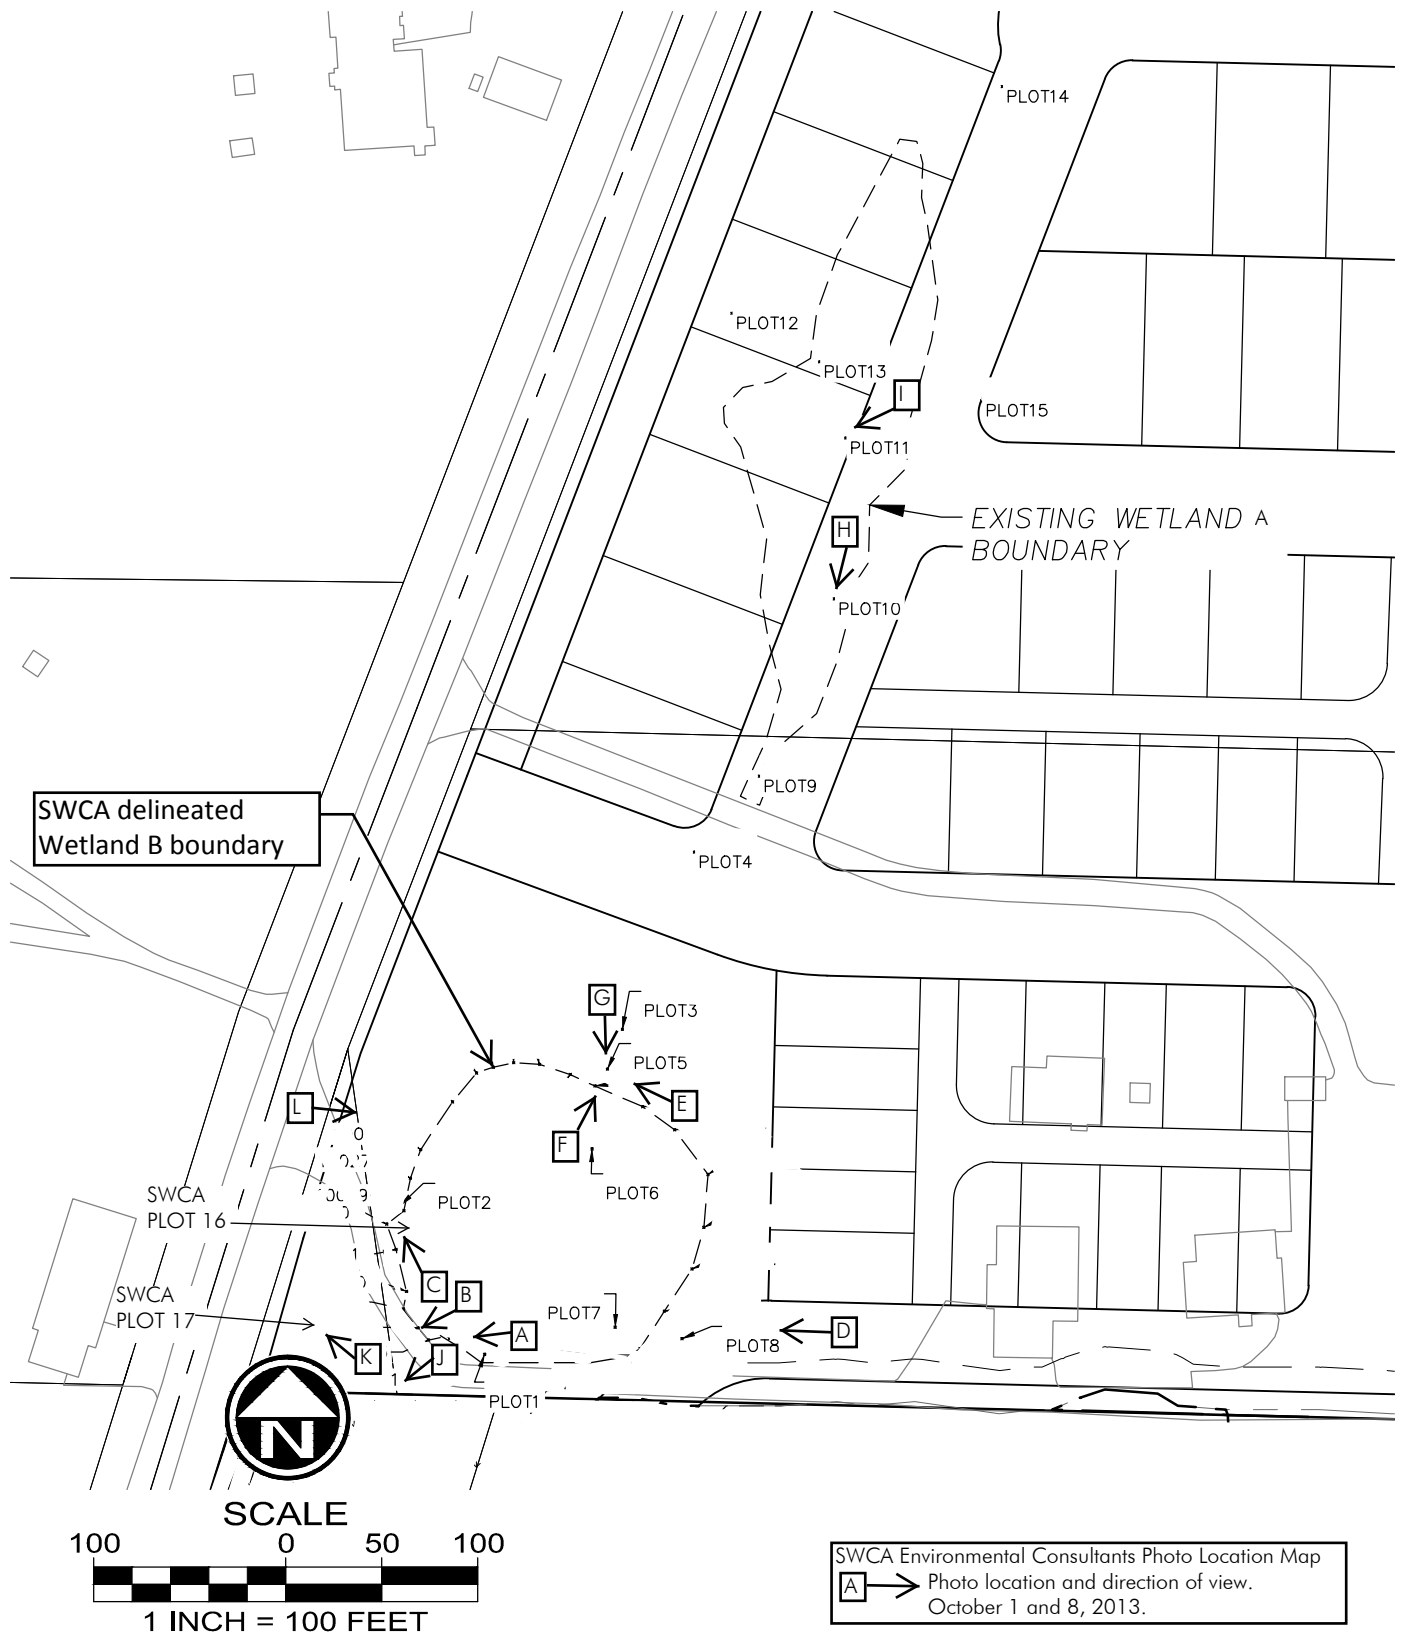 PLOT14
PLOT12
PLOT13
I
PLOT15
PLOT11
EXISTING WETLAND A
BOUNDARY
H
PLOT10
PLOT9
SWCA delineated
Wetland B boundary
PLOT4
G
PLOT3
PLOT5
E
L
F
PLOT6
SWCA
PLOT 16
PLOT2
C
B
SWCA
PLOT 17
PLOT7
A
D
PLOT8
K
J
PLOT1
N
SCALE
100 0 50 100
1 INCH = 100 FEET
SWCA Environmental Consultants Photo Location Map
A Photo location and direction of view.
October 1 and 8, 2013.